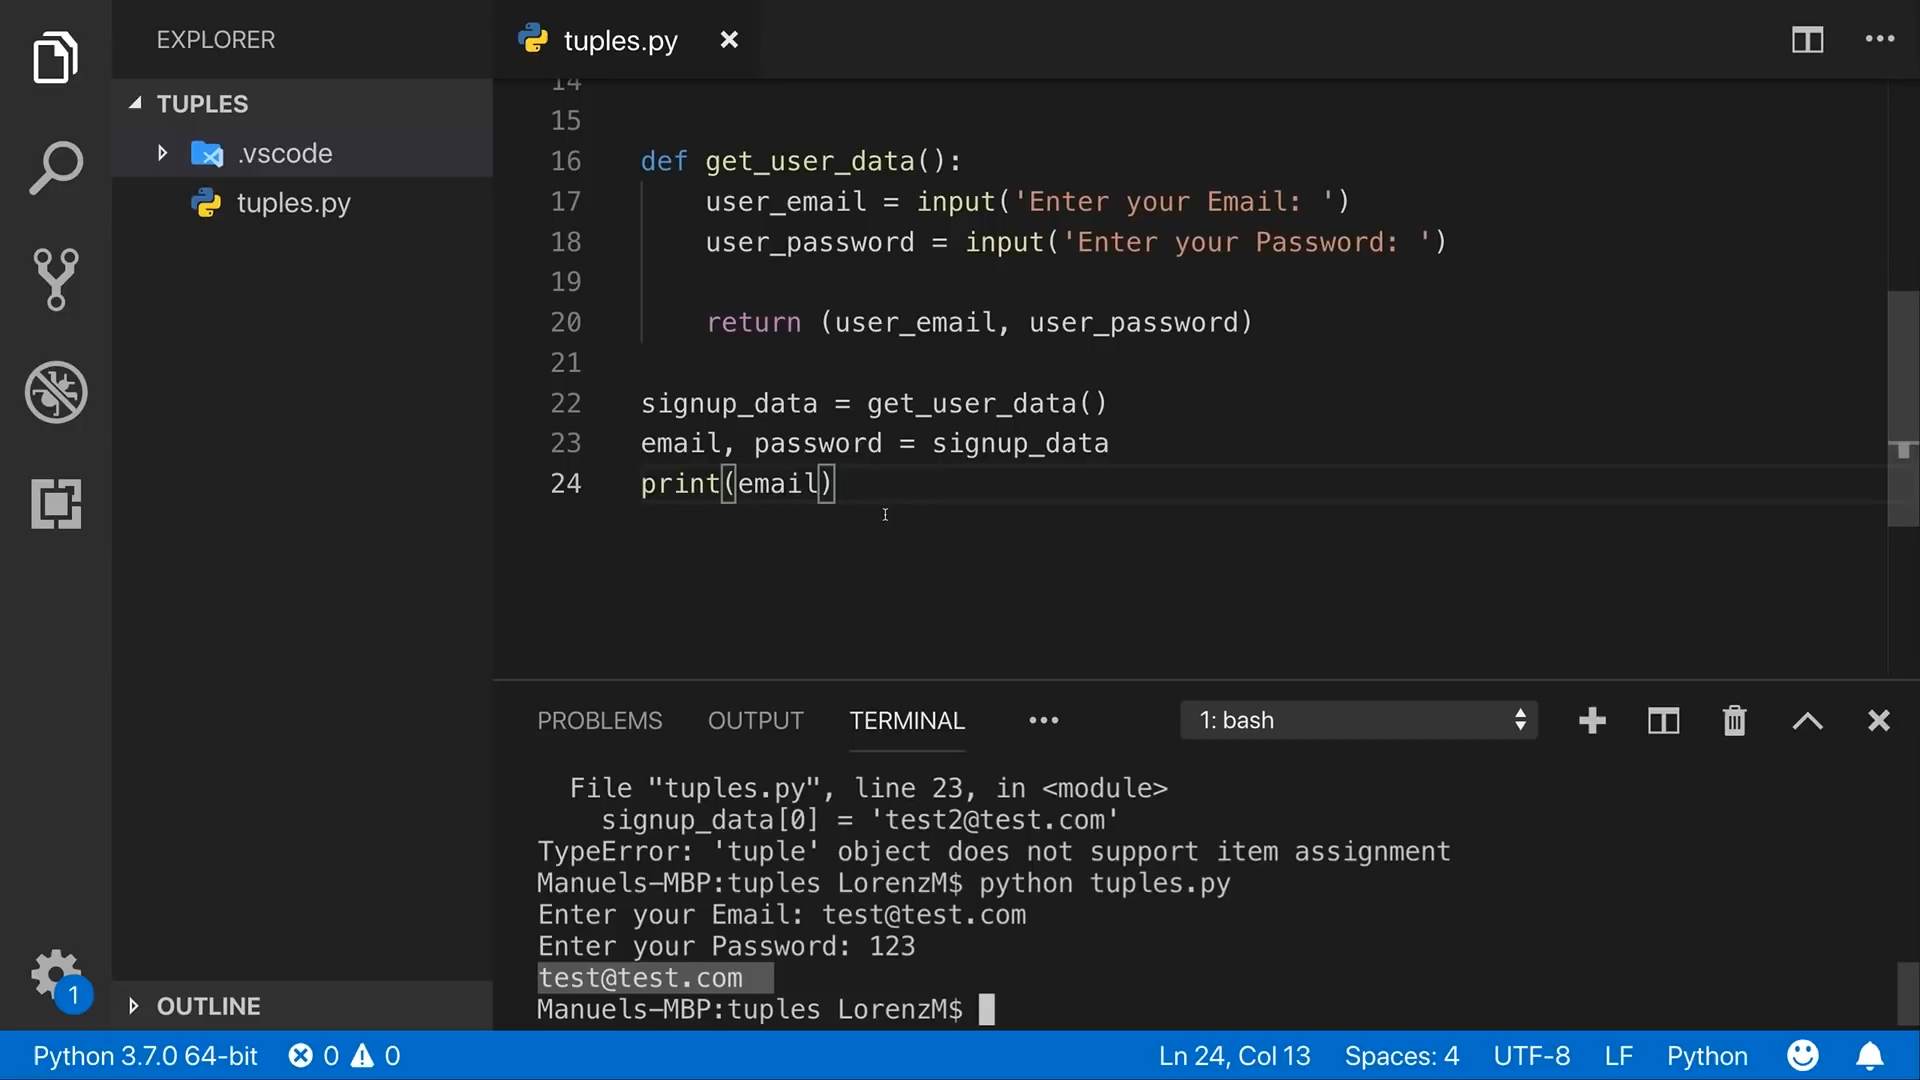 EXPLORER
TUPLES
.vscode
tuples.py
OUTLINE
1
tuples.py
14
15
16 def get_user_data():
17 user_email = input('Enter your Email: ')
18 user_password = input('Enter your Password: ')
19
20 return (user_email, user_password)
21
22 signup_data = get_user_data()
23 email, password = signup_data
24 print(email)
PROBLEMS OUTPUT TERMINAL 1: bash
File "tuples.py", line 23, in <module>
signup_data[0] = 'test2@test.com'
TypeError: 'tuple' object does not support item assignment
Manuels-MBP:tuples LorenzM$ python tuples.py
Enter your Email: test@test.com
Enter your Password: 123
test@test.com
Manuels-MBP:tuples LorenzM$
Python 3.7.0 64-bit 0 0 Ln 24, Col 13 Spaces: 4 UTF-8 LF Python